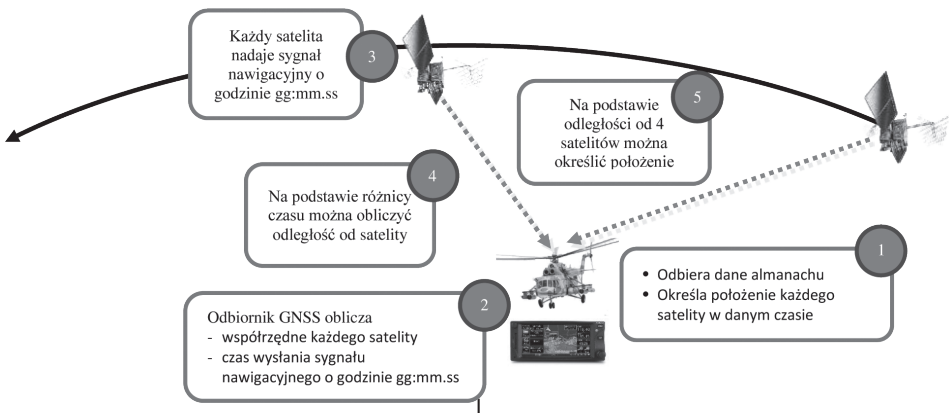 Każdy satelita
nadaje sygnał
nawigacyjny o
godzinie gg:mm.ss
3
5
Na podstawie
odległości od 4
satelitów można
określić położenie
4
Na podstawie różnicy
czasu można obliczyć
odległość od satelity
1
• Odbiera dane almanachu
• Określa położenie każdego
satelity w danym czasie
2
Odbiornik GNSS oblicza
- współrzędne każdego satelity
- czas wysłania sygnału
nawigacyjnego o godzinie gg:mm.ss